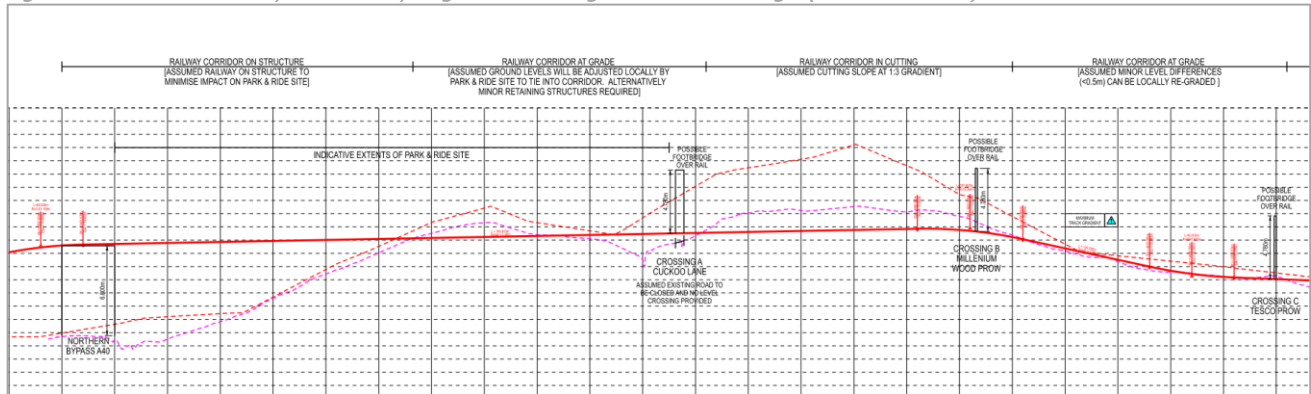 RAILWAY CORRIDOR ON STRUCTURE
[ASSUMED RAILWAY ON STRUCTURE TO
MINIMISE IMPACT ON PARK & RIDE SITE]
RAILWAY CORRIDOR AT GRADE
[ASSUMED GROUND LEVELS WILL BE ADJUSTED LOCALLY BY
PARK & RIDE SITE TO TIE INTO CORRIDOR. ALTERNATIVELY
MINOR RETAINING STRUCTURES REQUIRED]
RAILWAY CORRIDOR IN CUTTING
[ASSUMED CUTTING SLOPE AT 1:3 GRADIENT]
RAILWAY CORRIDOR AT GRADE
[ASSUMED MINOR LEVEL DIFFERENCES
(<0.5m) CAN BE LOCALLY RE-GRADED ]
INDICATIVE EXTENTS OF PARK & RIDE SITE
POSSIBLE
FOOTBRIDGE
OVER RAIL
POSSIBLE
FOOTBRIDGE
OVER RAIL
POSSIBLE
FOOTBRIDGE
OVER RAIL
MAXIMUM
TRACK GRADIENT
4.780m
NORTHERN
BYPASS A40
CROSSING A
CUCKOO LANE
ASSUMED EXISTING ROAD TO
BE CLOSED AND NO LEVEL
CROSSING PROVIDED
CROSSING B
MILLENIUM
WOOD PROW
CROSSING C
TESCO PROW